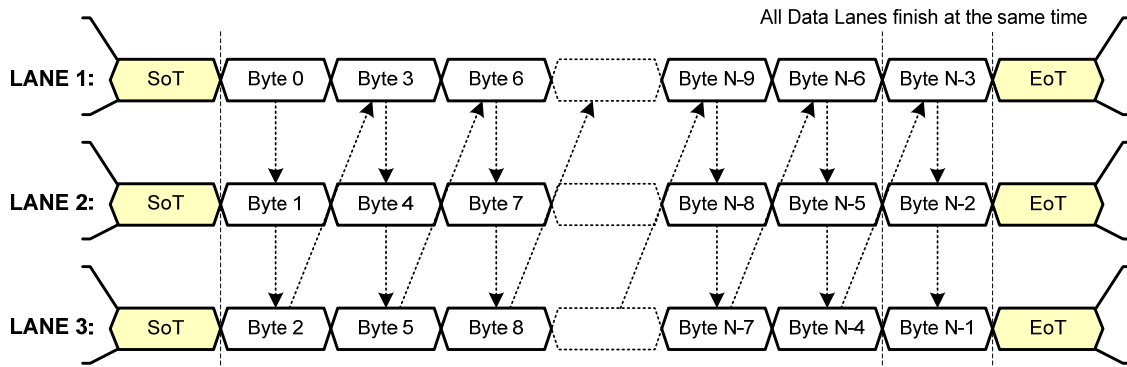 All Data Lanes finish at the same time
LANE 1: SoT Byte 0 Byte 3 Byte 6 Byte N-9 Byte N-6 Byte N-3 EoT
LANE 2: SoT Byte 1 Byte 4 Byte 7 Byte N-8 Byte N-5 Byte N-2 EoT
LANE 3: SoT Byte 2 Byte 5 Byte 8 Byte N-7 Byte N-4 Byte N-1 EoT